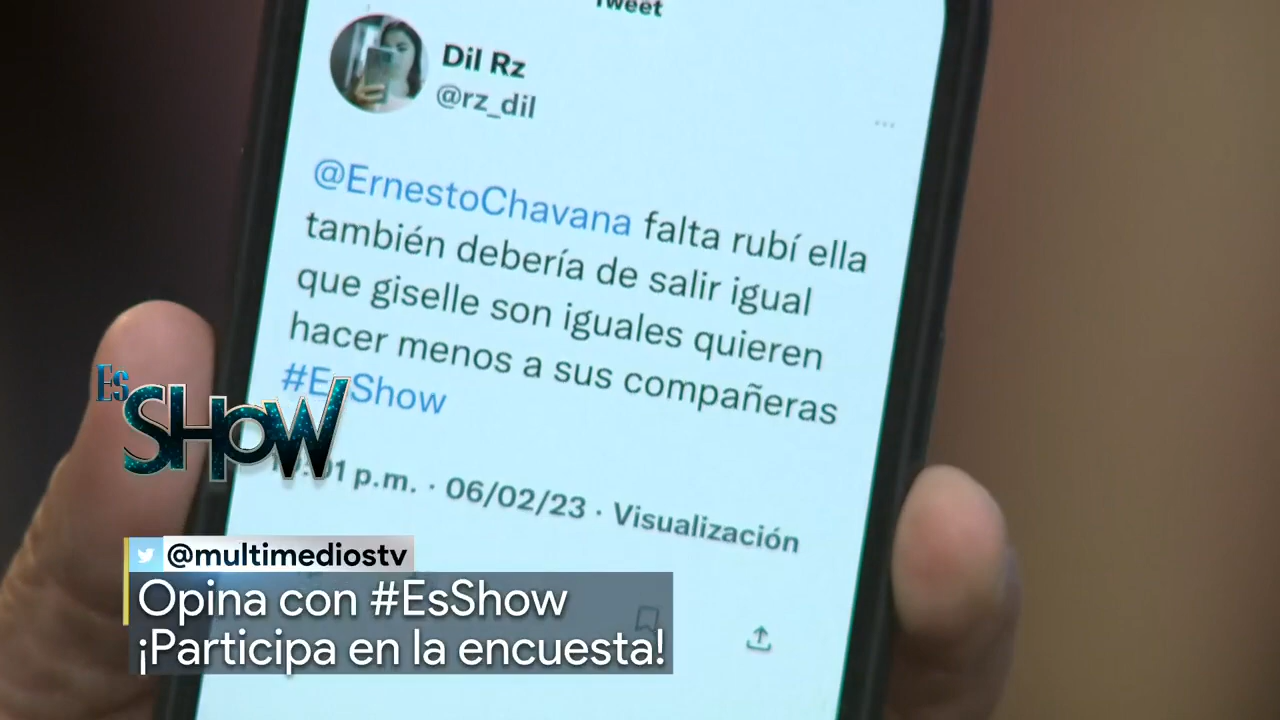 Tweet
Dil Rz
@rz_dil
@ErnestoChavana falta rubí ella
también debería de salir igual
que giselle son iguales quieren
hacer menos a sus compañeras
#EsShow
p.m. · 06/02/23 · Visualización
Es
SHOW
@multimediostv
Opina con #EsShow
¡Participa en la encuesta!